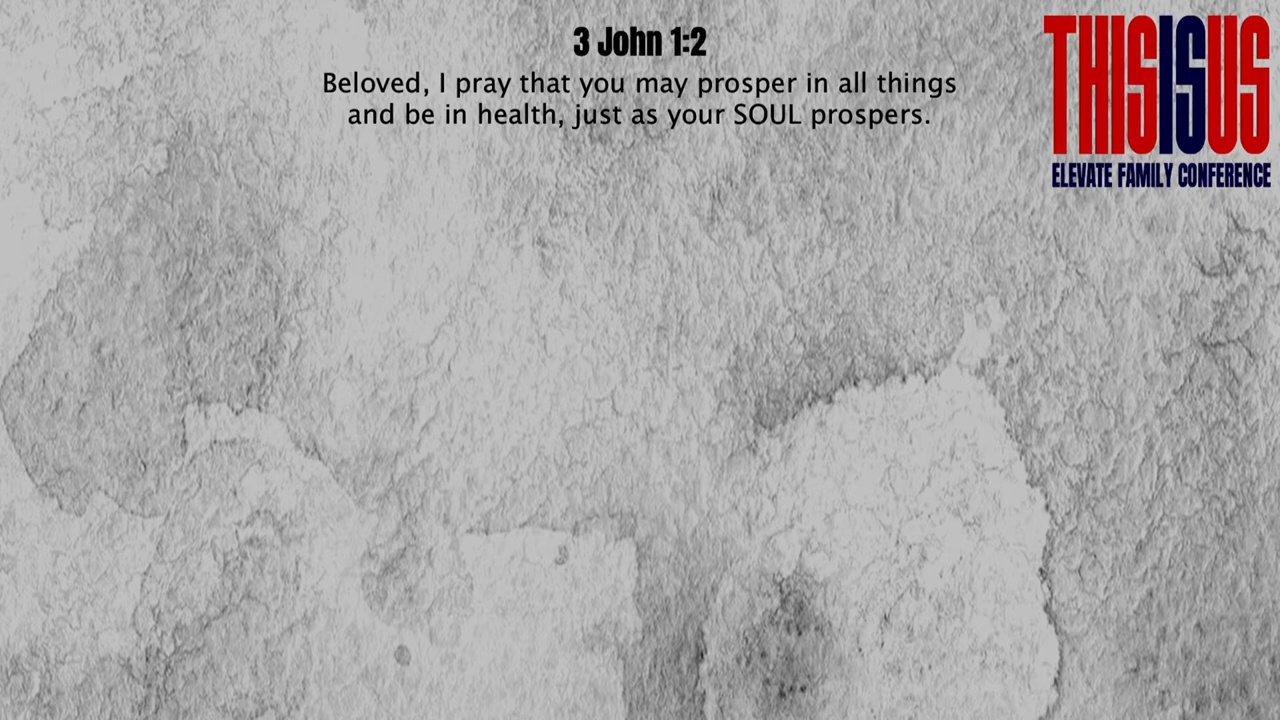 3 John 1:2
Beloved, I pray that you may prosper in all things
and be in health, just as your SOUL prospers.
THISISUS
ELEVATE FAMILY CONFERENCE